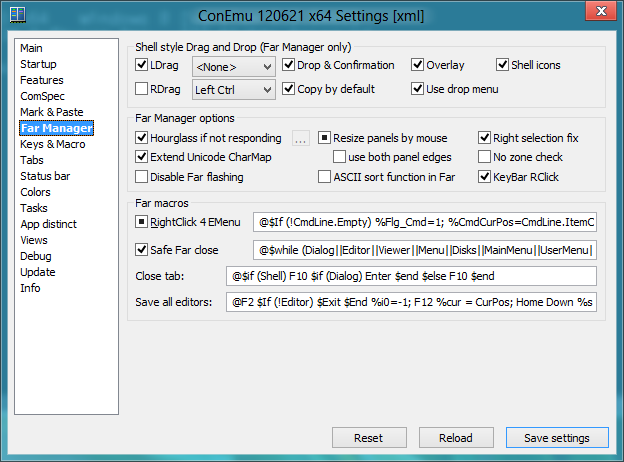 ConEmu 120621 x64 Settings [xml]
Main
Startup
Features
ComSpec
Mark & Paste
Far Manager
Keys & Macro
Tabs
Status bar
Colors
Tasks
App distinct
Views
Debug
Update
Info
Shell style Drag and Drop (Far Manager only)
LDrag <None> Drop & Confirmation Overlay Shell icons
RDrag Left Ctrl Copy by default Use drop menu
Far Manager options
Hourglass if not responding ... Resize panels by mouse Right selection fix
Extend Unicode CharMap use both panel edges No zone check
Disable Far flashing ASCII sort function in Far KeyBar RClick
Far macros
RightClick 4 EMenu @$If (!CmdLine.Empty) %Flg_Cmd=1; %CmdCurPos=CmdLine.ItemC
Safe Far close @$while (Dialog||Editor||Viewer||Menu||Disks||MainMenu||UserMenu|
Close tab: @$if (Shell) F10 $if (Dialog) Enter $end $else F10 $end
Save all editors: @F2 $If (!Editor) $Exit $End %i0=-1; F12 %cur = CurPos; Home Down %s
Reset Reload Save settings